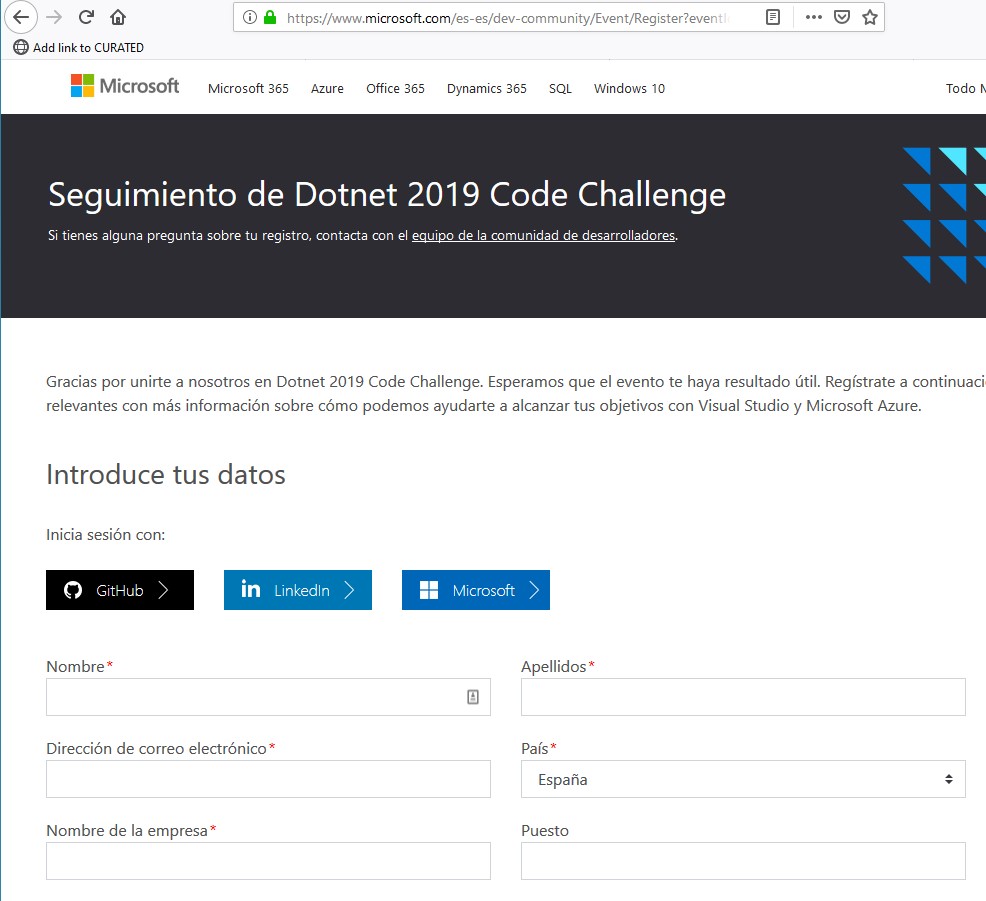 https://www.microsoft.com/es-es/dev-community/Event/Register?event
Add link to CURATED
Microsoft
Microsoft 365 Azure Office 365 Dynamics 365 SQL Windows 10 Todo M
Seguimiento de Dotnet 2019 Code Challenge
Si tienes alguna pregunta sobre tu registro, contacta con el equipo de la comunidad de desarrolladores.
Gracias por unirte a nosotros en Dotnet 2019 Code Challenge. Esperamos que el evento te haya resultado útil. Regístrate a continuaci
relevantes con más información sobre cómo podemos ayudarte a alcanzar tus objetivos con Visual Studio y Microsoft Azure.
Introduce tus datos
Inicia sesión con:
GitHub LinkedIn Microsoft
Nombre* Apellidos*
Dirección de correo electrónico* País*
España
Nombre de la empresa* Puesto